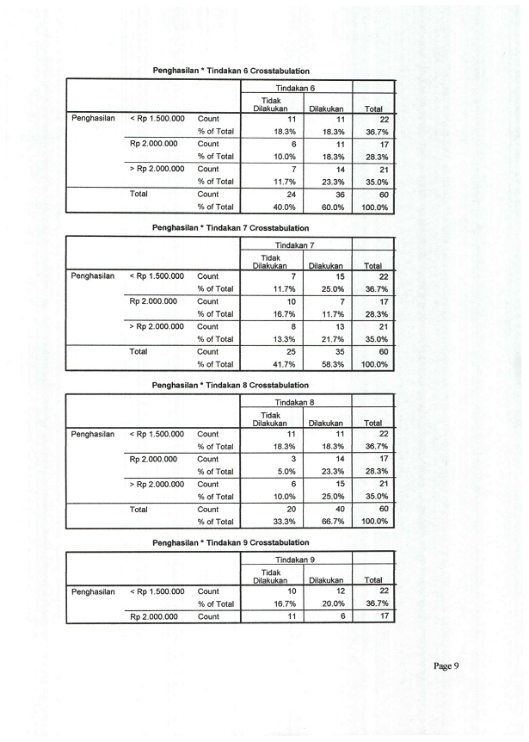 Penghasilan * Tindakan 6 Crosstabulation
Tindakan 6
Tidak Dilakukan Dilakukan Total
Penghasilan < Rp 1.500.000 Count 11 11 22
% of Total 18.3% 18.3% 36.7%
Rp 2.000.000 Count 6 11 17
% of Total 10.0% 18.3% 28.3%
> Rp 2.000.000 Count 7 14 21
% of Total 11.7% 23.3% 35.0%
Total Count 24 36 60
% of Total 40.0% 60.0% 100.0%
Penghasilan * Tindakan 7 Crosstabulation
Tindakan 7
Tidak Dilakukan Dilakukan Total
Penghasilan < Rp 1.500.000 Count 7 15 22
% of Total 11.7% 25.0% 36.7%
Rp 2.000.000 Count 10 7 17
% of Total 16.7% 11.7% 28.3%
> Rp 2.000.000 Count 8 13 21
% of Total 13.3% 21.7% 35.0%
Total Count 25 35 60
% of Total 41.7% 58.3% 100.0%
Penghasilan * Tindakan 8 Crosstabulation
Tindakan 8
Tidak Dilakukan Dilakukan Total
Penghasilan < Rp 1.500.000 Count 11 11 22
% of Total 18.3% 18.3% 36.7%
Rp 2.000.000 Count 3 14 17
% of Total 5.0% 23.3% 28.3%
> Rp 2.000.000 Count 6 15 21
% of Total 10.0% 25.0% 35.0%
Total Count 20 40 60
% of Total 33.3% 66.7% 100.0%
Penghasilan * Tindakan 9 Crosstabulation
Tindakan 9
Tidak Dilakukan Dilakukan Total
Penghasilan < Rp 1.500.000 Count 10 12 22
% of Total 16.7% 20.0% 36.7%
Rp 2.000.000 Count 11 6 17
Page 9